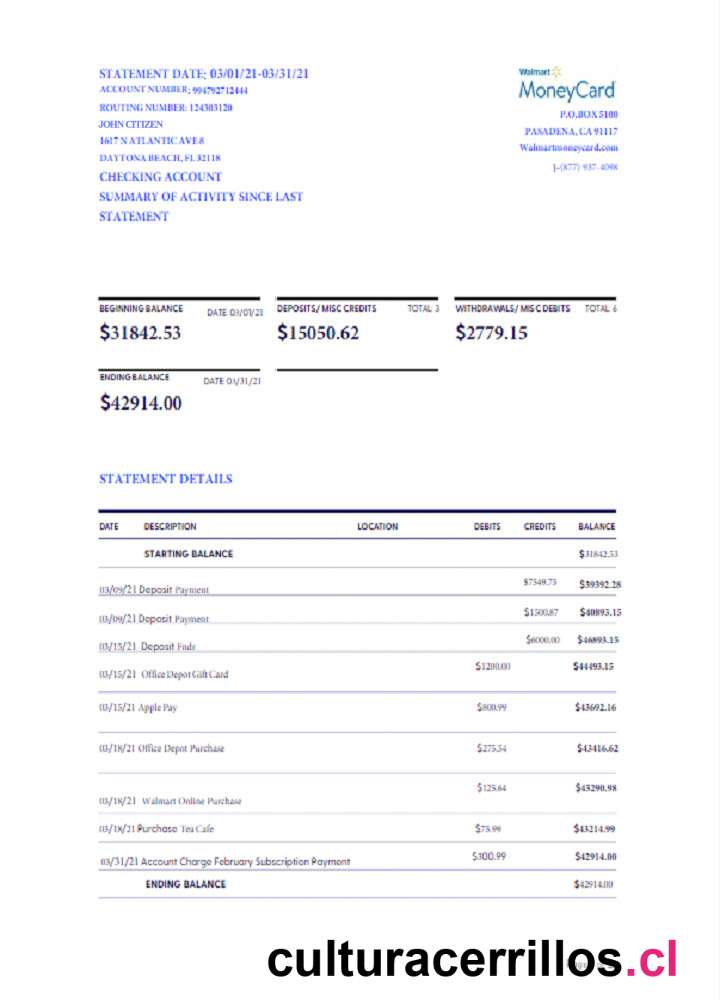 STATEMENT DATE: 03/01/21-03/31/21
ACCOUNT NUMBER: 994792712444
ROUTING NUMBER: 124303120
JOHN CITIZEN
1617 N ATLANTIC AVE 8
DAYTONA BEACH, FL 32118
CHECKING ACCOUNT
SUMMARY OF ACTIVITY SINCE LAST
STATEMENT
Walmart
MoneyCard
P.O.BOX 5100
PASADENA, CA 91117
Walmartmoneycard.com
1-(877) 937-4098
BEGINNING BALANCE DATE 03/01/21 DEPOSITS/ MISC CREDITS TOTAL 3 WITHDRAWALS/ MISC DEBITS TOTAL 6
$31842.53 $15050.62 $2779.15
ENDING BALANCE DATE 03/31/21
$42914.00
STATEMENT DETAILS
DATE DESCRIPTION LOCATION DEBITS CREDITS BALANCE
STARTING BALANCE $31842.53
03/09/21 Deposit Payment $7549.75 $39392.28
03/09/21 Deposit Payment $1500.87 $40893.15
03/15/21 Deposit $6000.00 $46893.15
03/15/21 Office Depot Gift Card $1200.00 $44493.15
03/15/21 Apple Pay $800.99 $43692.16
03/18/21 Office Depot Purchase $275.54 $43416.62
03/18/21 Walmart Online Purchase $125.64 $43290.98
03/18/21 Purchase Tea Cafe $75.99 $43214.99
03/31/21 Account Charge February Subscription Payment $300.99 $42914.00
ENDING BALANCE $42914.00
culturacerrillos.cl